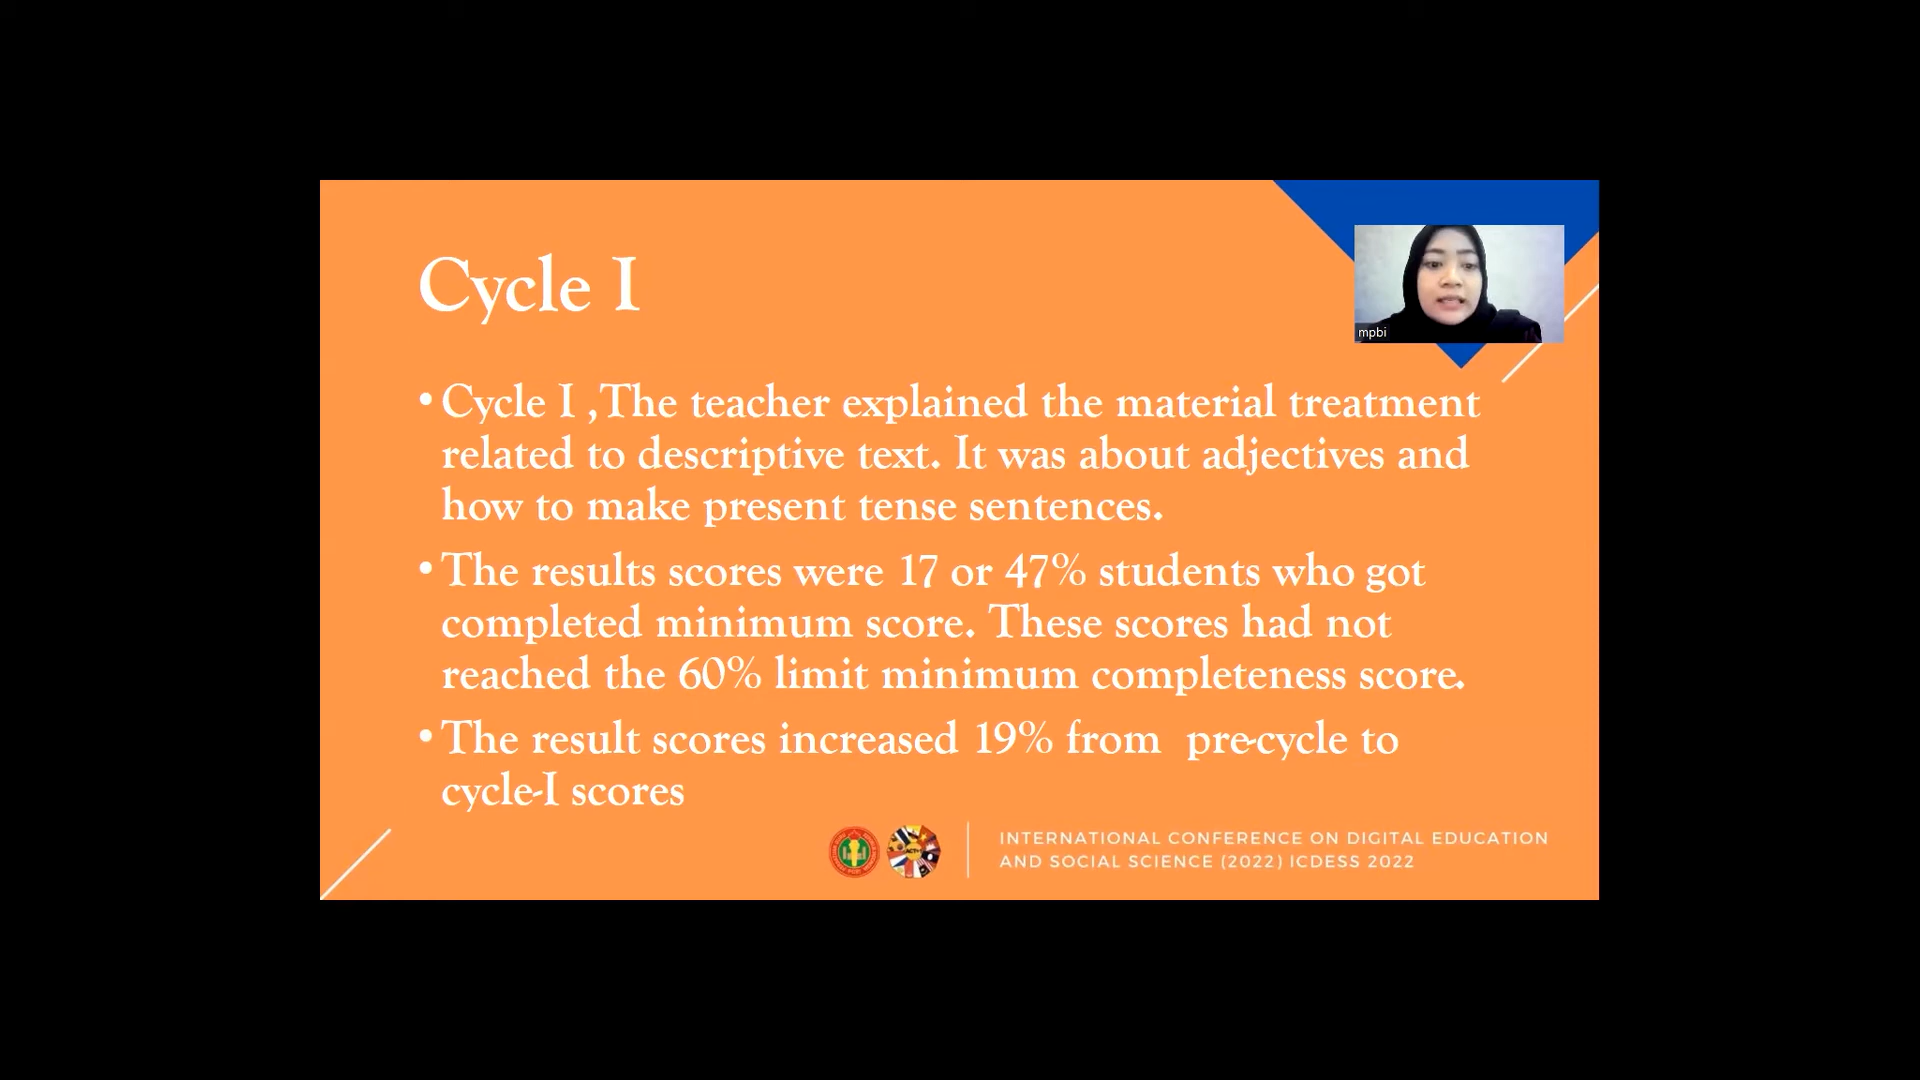 Cycle I
mpbi
• Cycle I ,The teacher explained the material treatment
related to descriptive text. It was about adjectives and
how to make present tense sentences.
• The results scores were 17 or 47% students who got
completed minimum score. These scores had not
reached the 60% limit minimum completeness score.
• The result scores increased 19% from  pre-cycle to
cycle-I scores
INTERNATIONAL CONFERENCE ON DIGITAL EDUCATION
AND SOCIAL SCIENCE (2022) ICDESS 2022